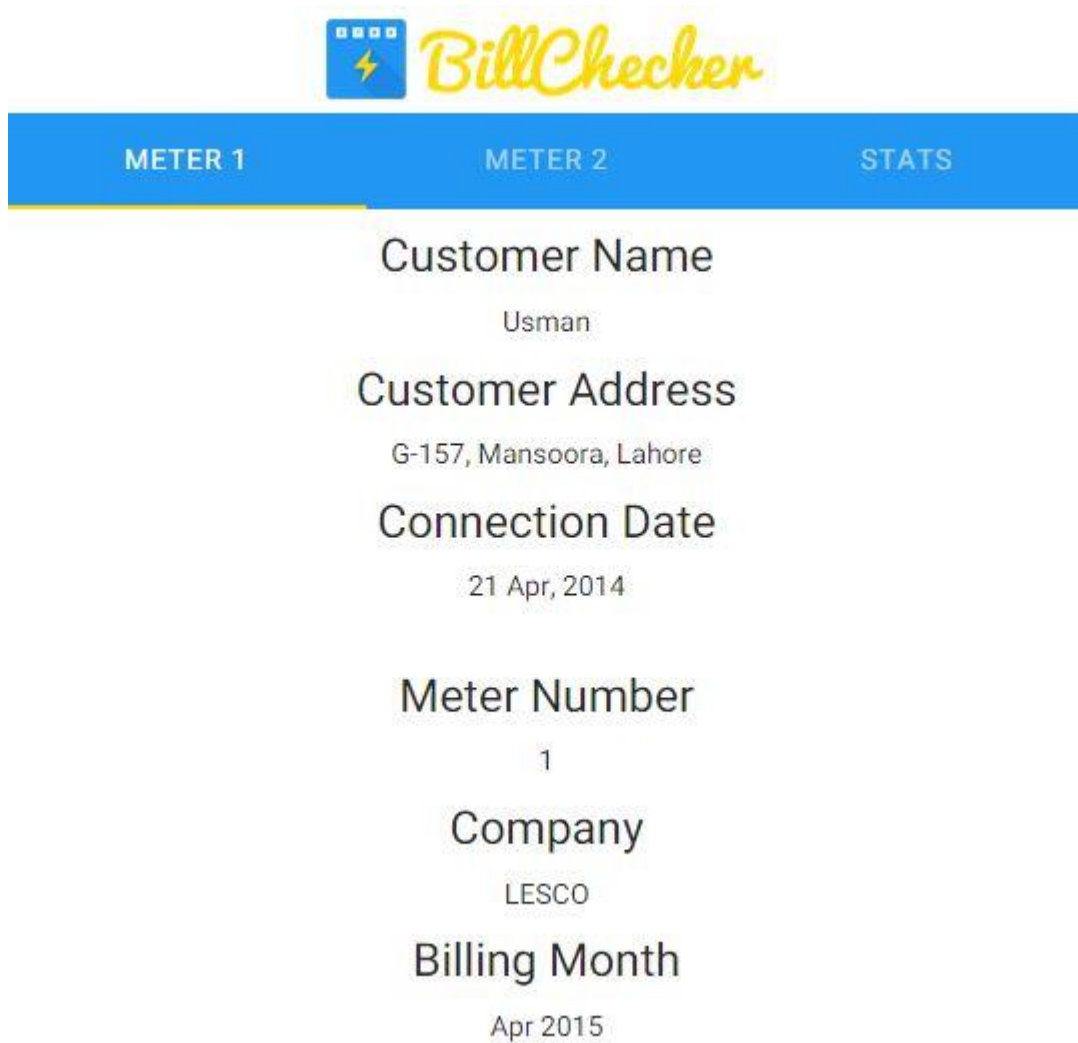 BillChecker
METER 1 METER 2 STATS
Customer Name
Usman
Customer Address
G-157, Mansoora, Lahore
Connection Date
21 Apr, 2014
Meter Number
1
Company
LESCO
Billing Month
Apr 2015